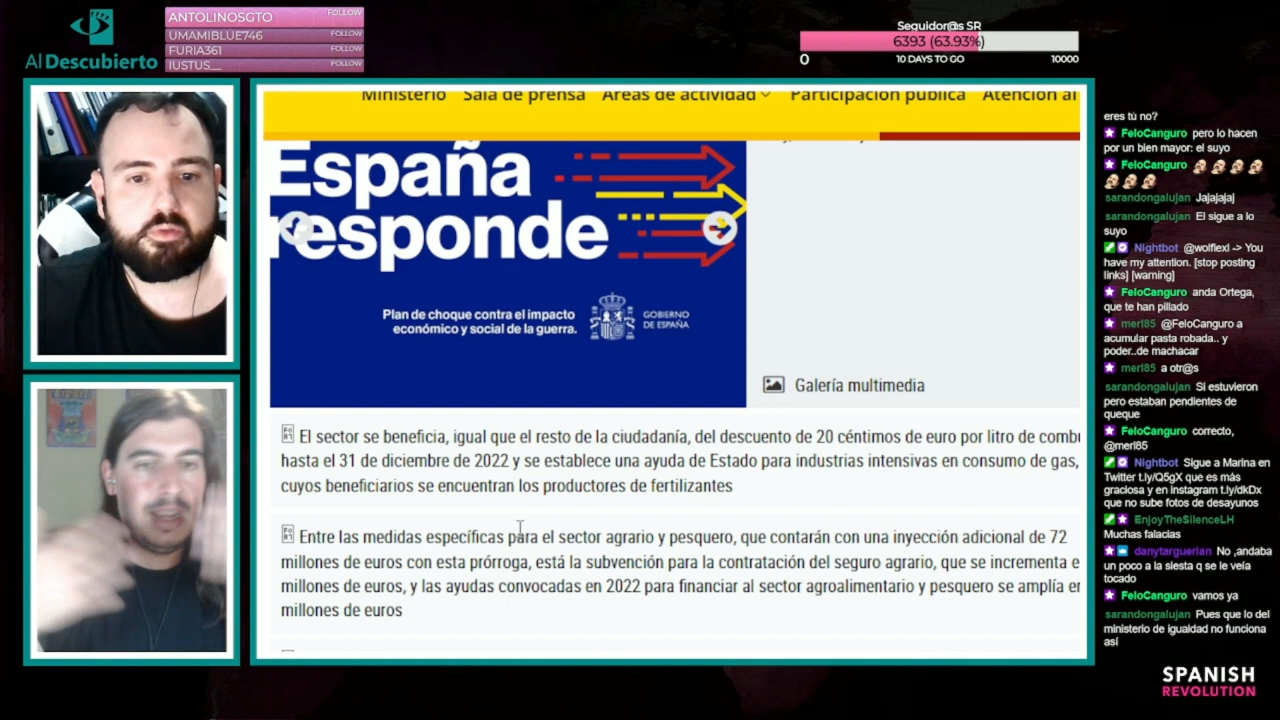 Al Descubierto
ANTOLINOSGTO FOLLOW
UMAMIBLUE746 FOLLOW
FURIA361 FOLLOW
IUSTUS__ FOLLOW
Seguidor@s SR
6393 (63.93%)
0 10 DAYS TO GO 10000
Ministerio Sala de prensa Áreas de actividad Participación pública Atención al
España
responde
Plan de choque contra el impacto
económico y social de la guerra.
GOBIERNO
DE ESPAÑA
Galería multimedia
El sector se beneficia, igual que el resto de la ciudadanía, del descuento de 20 céntimos de euro por litro de combu
hasta el 31 de diciembre de 2022 y se establece una ayuda de Estado para industrias intensivas en consumo de gas,
cuyos beneficiarios se encuentran los productores de fertilizantes
Entre las medidas específicas para el sector agrario y pesquero, que contarán con una inyección adicional de 72
millones de euros con esta prórroga, está la subvención para la contratación del seguro agrario, que se incrementa e
millones de euros, y las ayudas convocadas en 2022 para financiar al sector agroalimentario y pesquero se amplía en
millones de euros
eres tú no?
FeloCanguro pero lo hacen
por un bien mayor: el suyo
FeloCanguro
sarandongalujan Jajajajaj
sarandongalujan El sigue a lo
suyo
Nightbot @wolflexl -> You
have my attention. [stop posting
links] [warning]
FeloCanguro anda Ortega,
que te han pillado
merl85 @FeloCanguro a
acumular pasta robada.. y
poder..de machacar
merl85 a otr@s
sarandongalujan Si estuvieron
pero estaban pendientes de
queque
FeloCanguro correcto,
@merl85
Nightbot Sigue a Marina en
Twitter t.ly/Q5gX que es más
graciosa y en instagram t.ly/dkDx
que no sube fotos de desayunos
EnjoyTheSilenceLH
Muchas falacias
danytarguerian No ,andaba
un poco a la siesta q se le veía
tocado
FeloCanguro vamos ya
sarandongalujan Pues que lo del
ministerio de igualdad no funciona
así
SPANISH
REVOLUTION